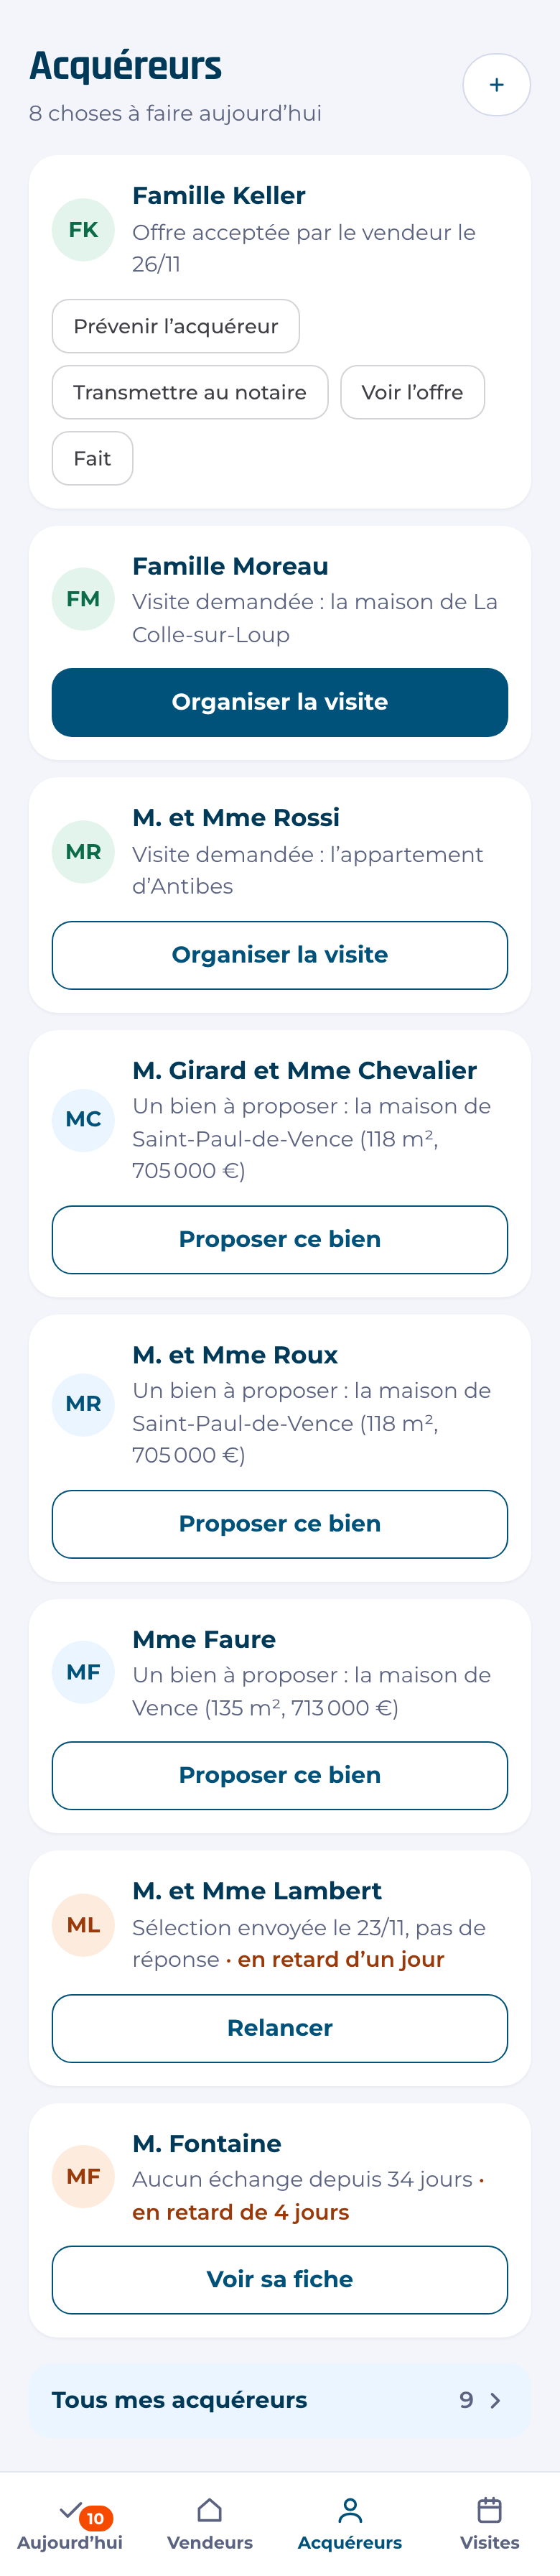 Acquéreurs
8 choses à faire aujourd’hui
+
FK
Famille Keller
Offre acceptée par le vendeur le
26/11
Prévenir l’acquéreur
Transmettre au notaire
Voir l’offre
Fait
FM
Famille Moreau
Visite demandée : la maison de La
Colle-sur-Loup
Organiser la visite
MR
M. et Mme Rossi
Visite demandée : l’appartement
d’Antibes
Organiser la visite
MC
M. Girard et Mme Chevalier
Un bien à proposer : la maison de
Saint-Paul-de-Vence (118 m²,
705 000 €)
Proposer ce bien
MR
M. et Mme Roux
Un bien à proposer : la maison de
Saint-Paul-de-Vence (118 m²,
705 000 €)
Proposer ce bien
MF
Mme Faure
Un bien à proposer : la maison de
Vence (135 m², 713 000 €)
Proposer ce bien
ML
M. et Mme Lambert
Sélection envoyée le 23/11, pas de
réponse · en retard d’un jour
Relancer
MF
M. Fontaine
Aucun échange depuis 34 jours ·
en retard de 4 jours
Voir sa fiche
Tous mes acquéreurs 9
10
Aujourd’hui
Vendeurs
Acquéreurs
Visites